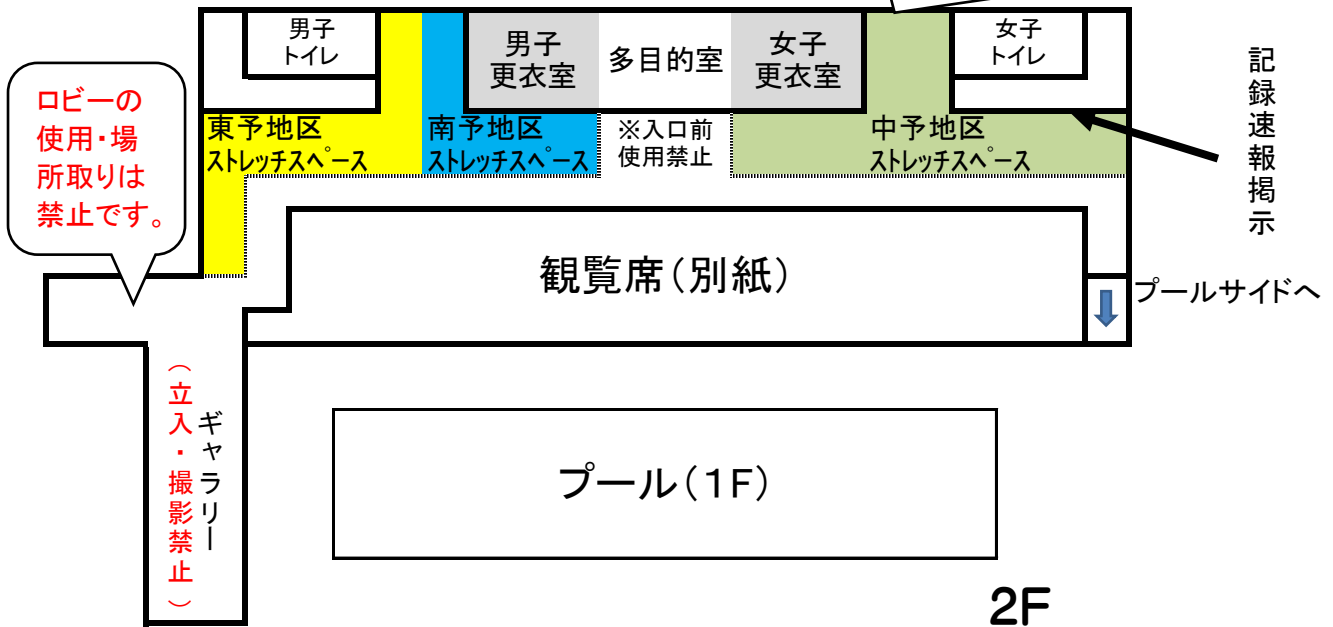 男子
トイレ
男子
更衣室
多目的室
女子
更衣室
女子
トイレ
記録速報掲示
ロビーの
使用・場
所取りは
禁止です。
東予地区
ストレッチスペース
南予地区
ストレッチスペース
※入口前
使用禁止
中予地区
ストレッチスペース
観覧席(別紙)
プールサイドへ
ギャラリー
(立入・撮影禁止)
プール(1F)
2F